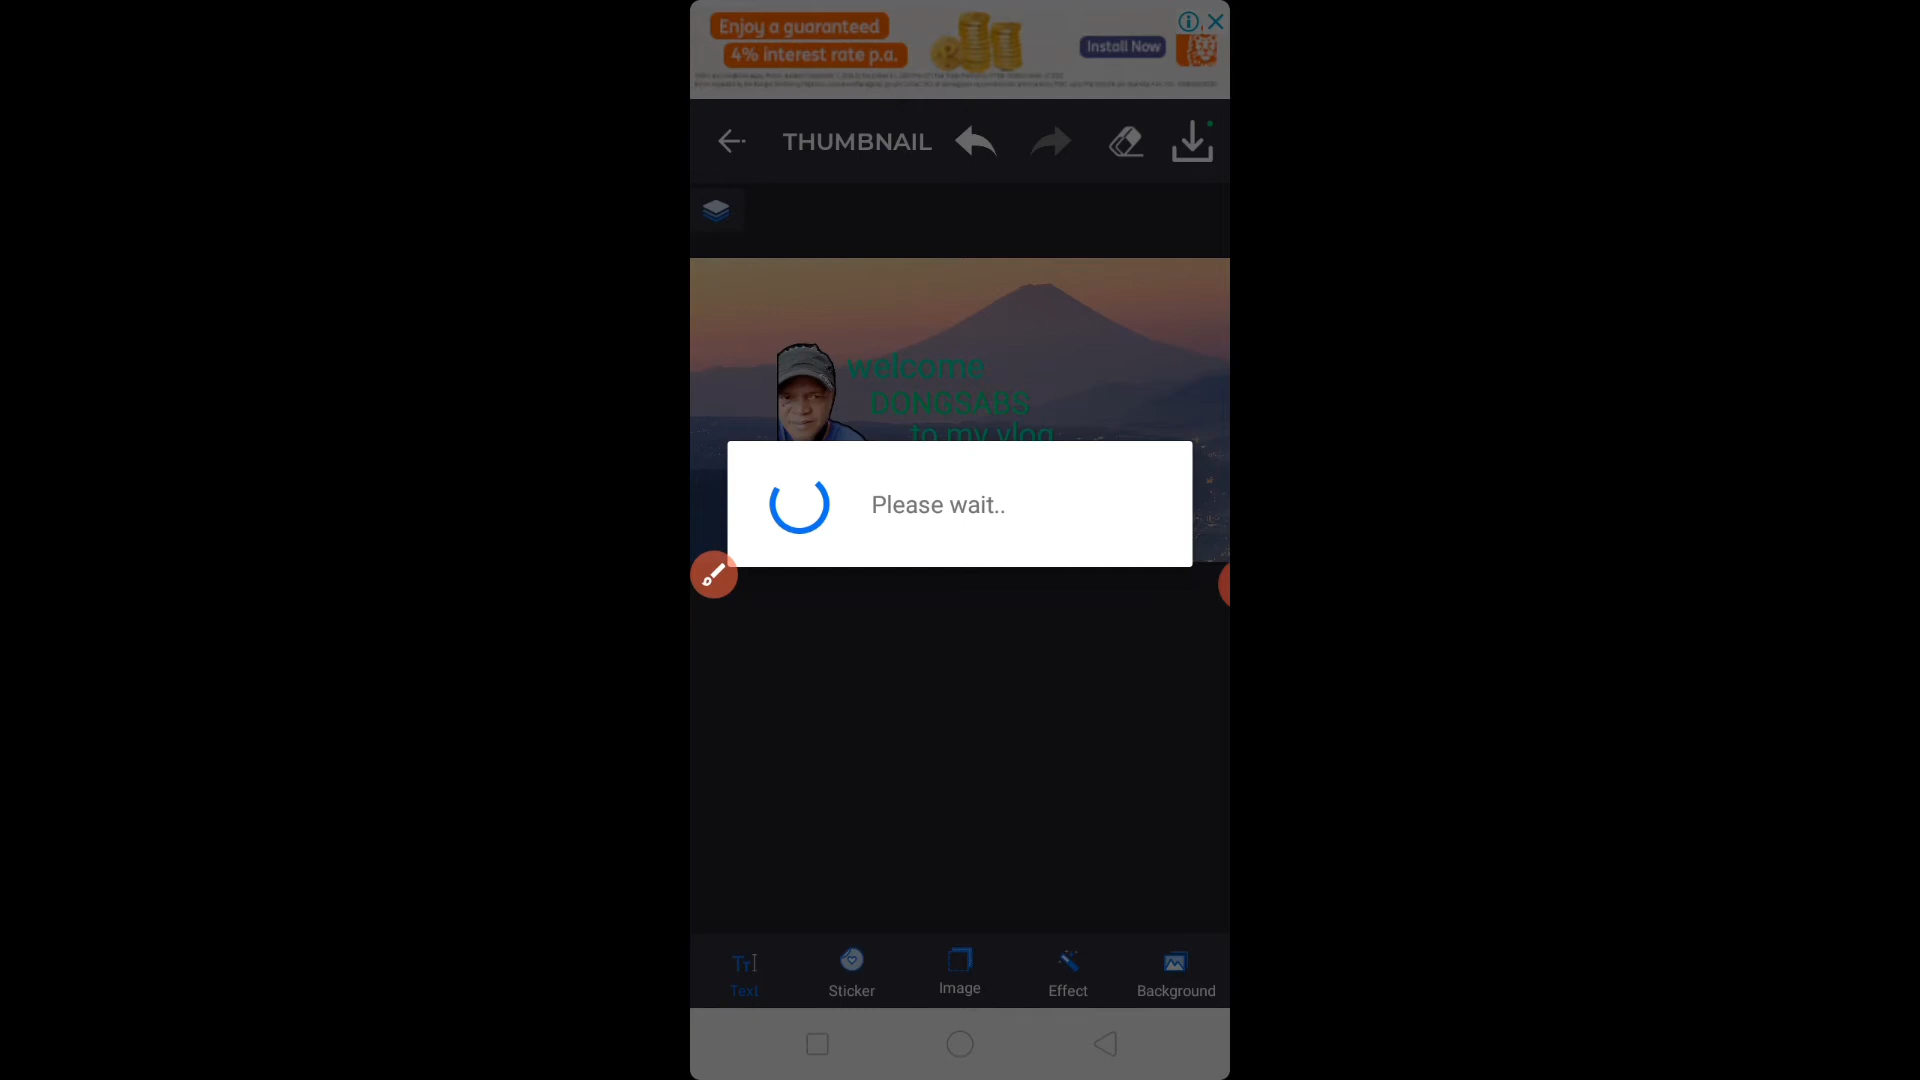 Enjoy a guaranteed
4% interest rate p.a.
Install Now
THUMBNAIL
welcome
DONGSABS
to my vlog
Please wait..
Text
Sticker
Image
Effect
Background